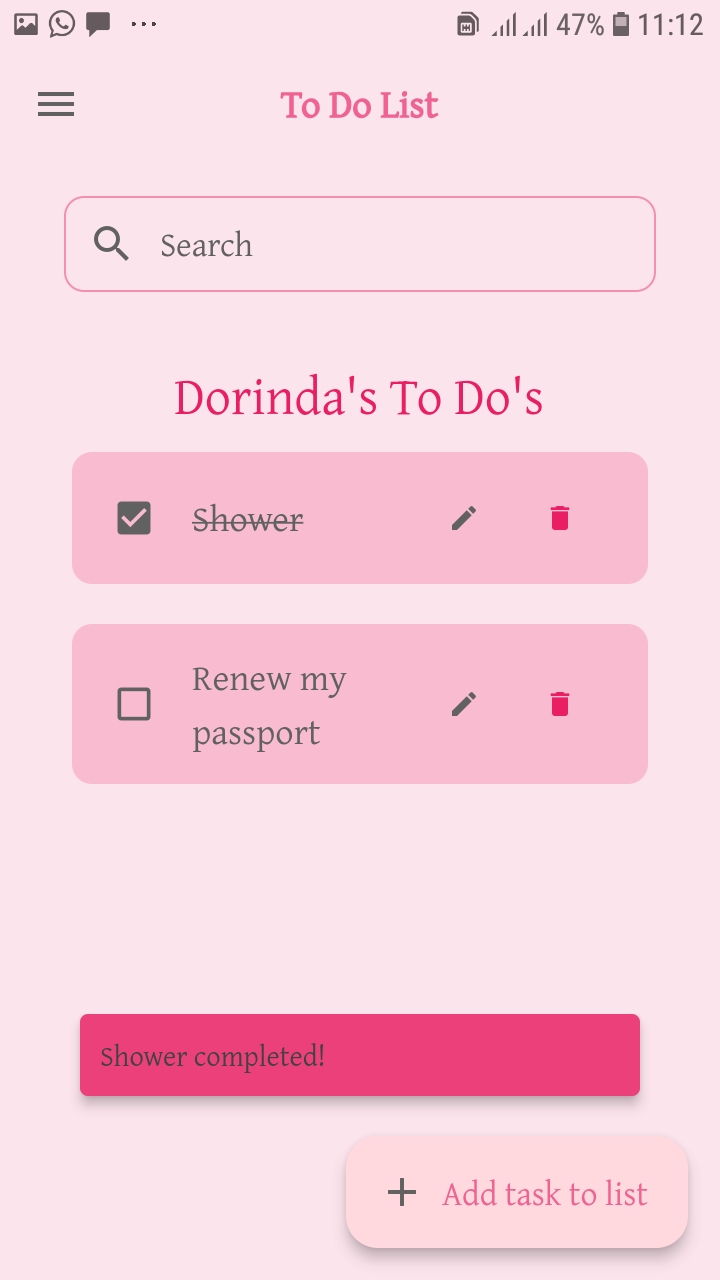 47% 11:12
To Do List
Search
Dorinda's To Do's
Shower
Renew my
passport
Shower completed!
Add task to list